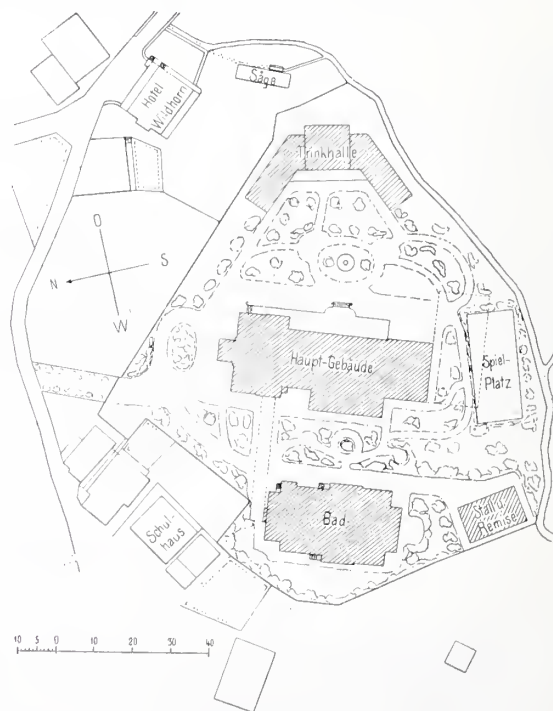 Säge
Hotel
Wildhorn
Trinkhalle
O
S
N
W
Haupt-Gebäude
Spiel-
Platz
Bad
Stall u.
Remise
Schul-
haus
10 5 0 10 20 30 40